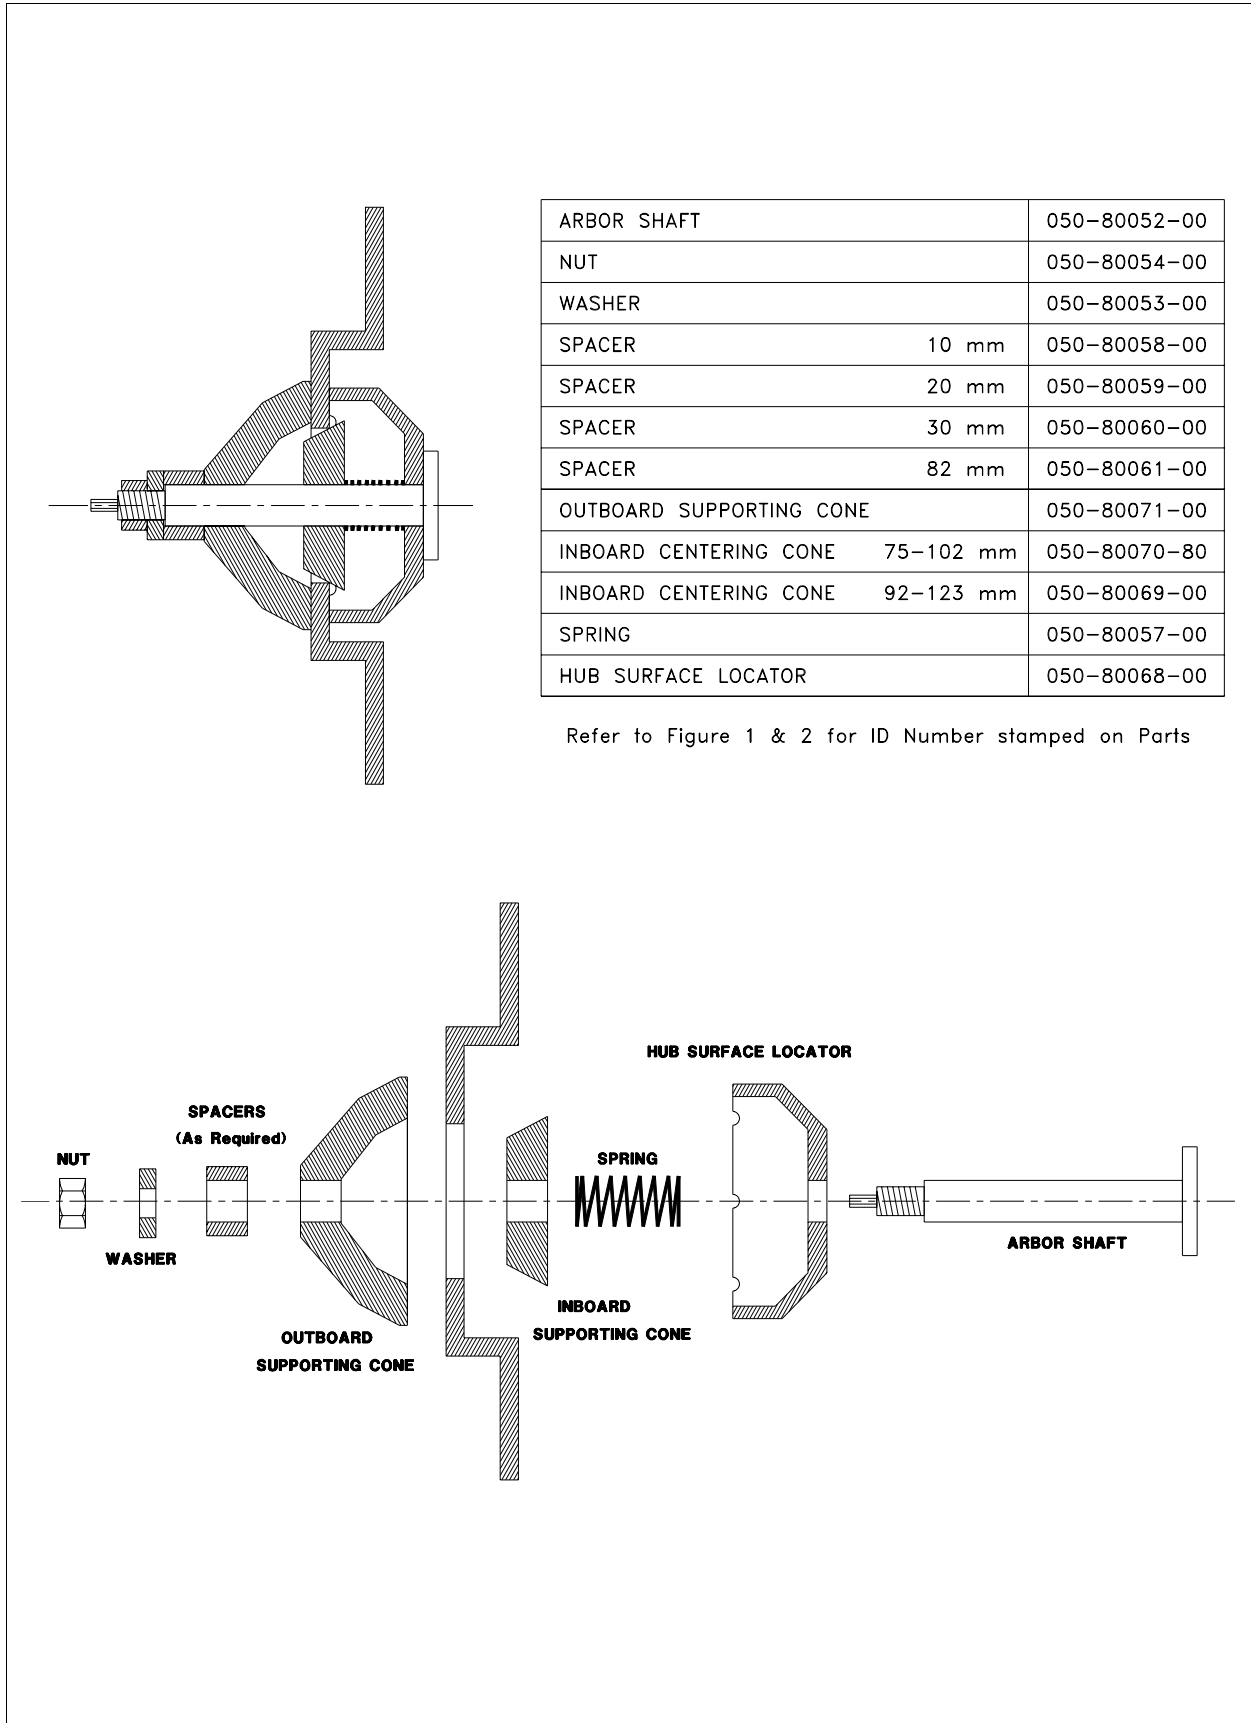 ARBOR SHAFT 050-80052-00
NUT 050-80054-00
WASHER 050-80053-00
SPACER 10 mm 050-80058-00
SPACER 20 mm 050-80059-00
SPACER 30 mm 050-80060-00
SPACER 82 mm 050-80061-00
OUTBOARD SUPPORTING CONE 050-80071-00
INBOARD CENTERING CONE 75-102 mm 050-80070-80
INBOARD CENTERING CONE 92-123 mm 050-80069-00
SPRING 050-80057-00
HUB SURFACE LOCATOR 050-80068-00
Refer to Figure 1 & 2 for ID Number stamped on Parts
HUB SURFACE LOCATOR
SPACERS
(As Required)
NUT
SPRING
WASHER
ARBOR SHAFT
INBOARD
SUPPORTING CONE
OUTBOARD
SUPPORTING CONE